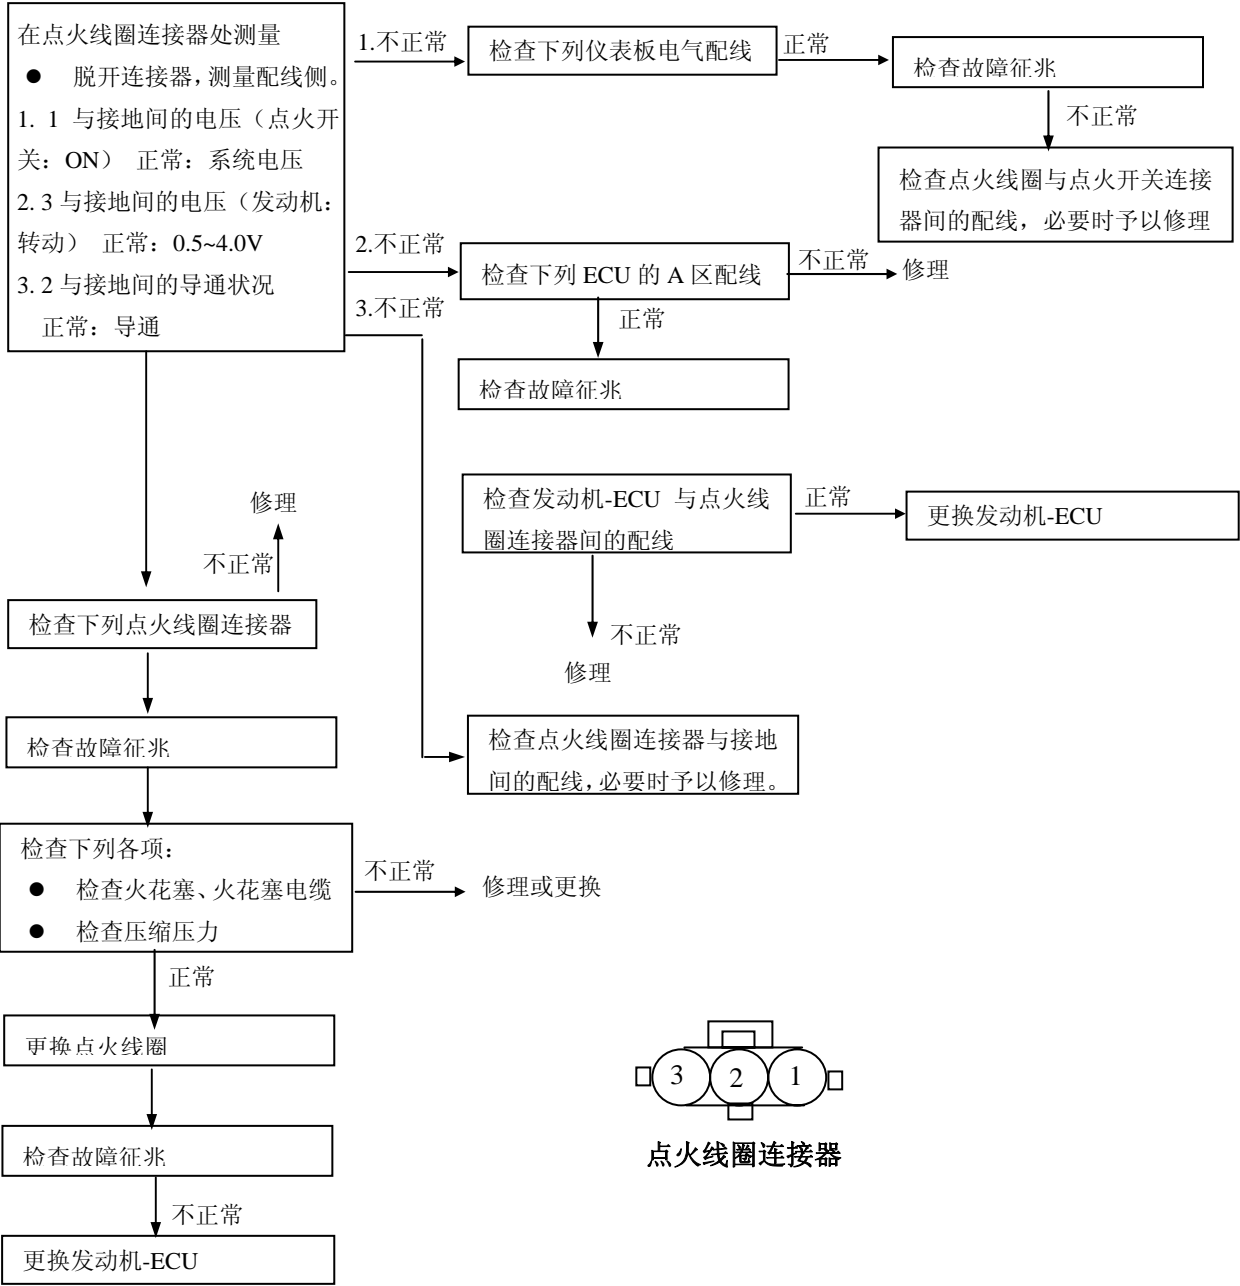 在点火线圈连接器处测量
● 脱开连接器，测量配线侧。
1. 1 与接地间的电压（点火开
关：ON） 正常：系统电压
2. 3 与接地间的电压（发动机：
转动） 正常：0.5~4.0V
3. 2 与接地间的导通状况
正常：导通
1.不正常
检查下列仪表板电气配线
正常
检查故障征兆
不正常
检查点火线圈与点火开关连接
器间的配线，必要时予以修理
2.不正常
检查下列 ECU 的 A 区配线
不正常
修理
正常
检查故障征兆
3.不正常
检查发动机-ECU 与点火线
圈连接器间的配线
正常
更换发动机-ECU
不正常
修理
检查点火线圈连接器与接地
间的配线，必要时予以修理。
修理
不正常
检查下列点火线圈连接器
检查故障征兆
检查下列各项：
● 检查火花塞、火花塞电缆
● 检查压缩压力
不正常
修理或更换
正常
更换点火线圈
检查故障征兆
不正常
更换发动机-ECU
3 2 1
点火线圈连接器